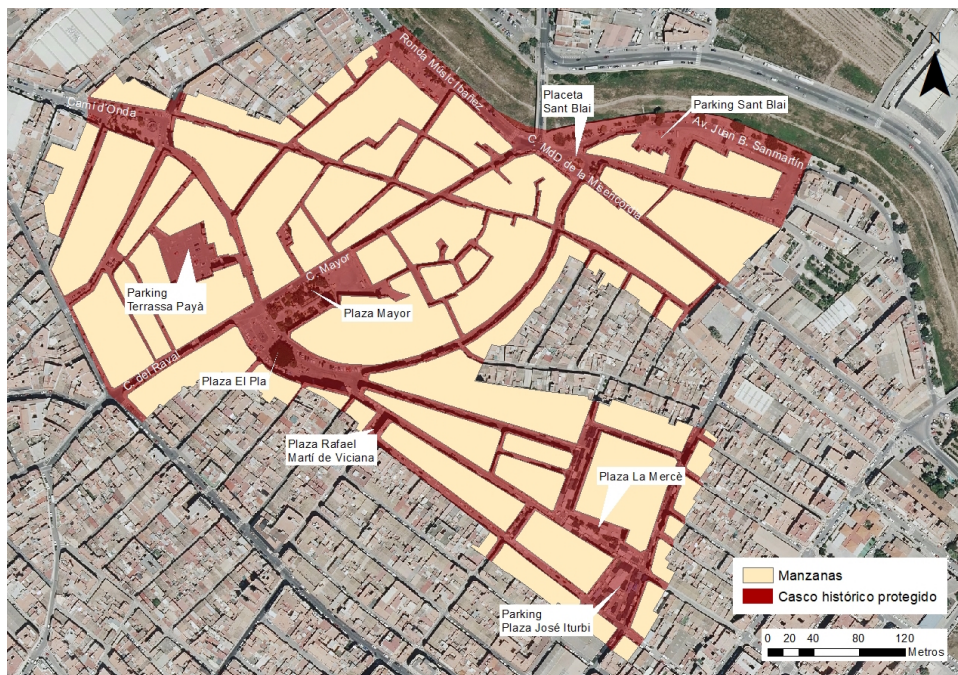 N
Ronda Músic Ibañez
Camí d'Onda
Placeta
Sant Blai
Parking Sant Blai
Av. Juan B. Sanmartín
C. MdD de la Misericordia
C. Mayor
Parking
Terrassa Payà
Plaza Mayor
C. del Raval
Plaza El Pla
Plaza Rafael
Martí de Viciana
Plaza La Mercè
Parking
Plaza José Iturbi
Manzanas
Casco histórico protegido
0 20 40 80 120
Metros